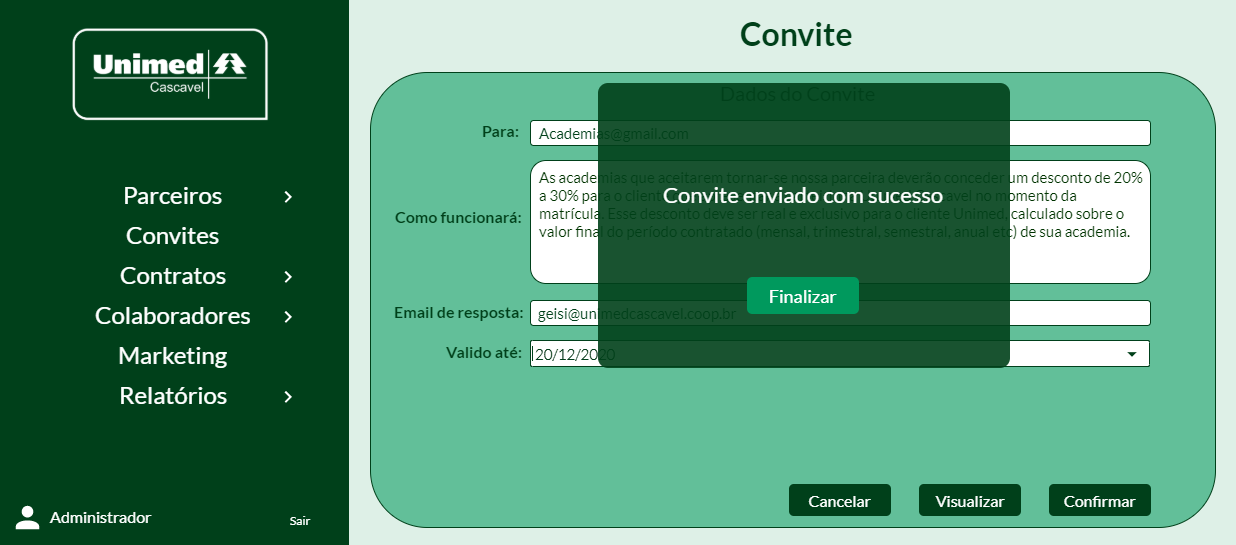 Unimed
Cascavel
Parceiros
Convites
Contratos
Colaboradores
Marketing
Relatórios
Administrador
Sair
Convite
Dados do Convite
Para: Academias@gmail.com
Como funcionará:
As academias que aceitarem tornar-se nossa parceira deverão conceder um desconto de 20%
a 30% para o client cavel no momento da
matrícula. Esse desconto deve ser real e exclusivo para o cliente Unimed, calculado sobre o
valor final do período contratado (mensal, trimestral, semestral, anual etc) de sua academia.
Email de resposta: geisi@unimedcascavel.coop.br
Valido até: 20/12/2020
Convite enviado com sucesso
Finalizar
Cancelar
Visualizar
Confirmar